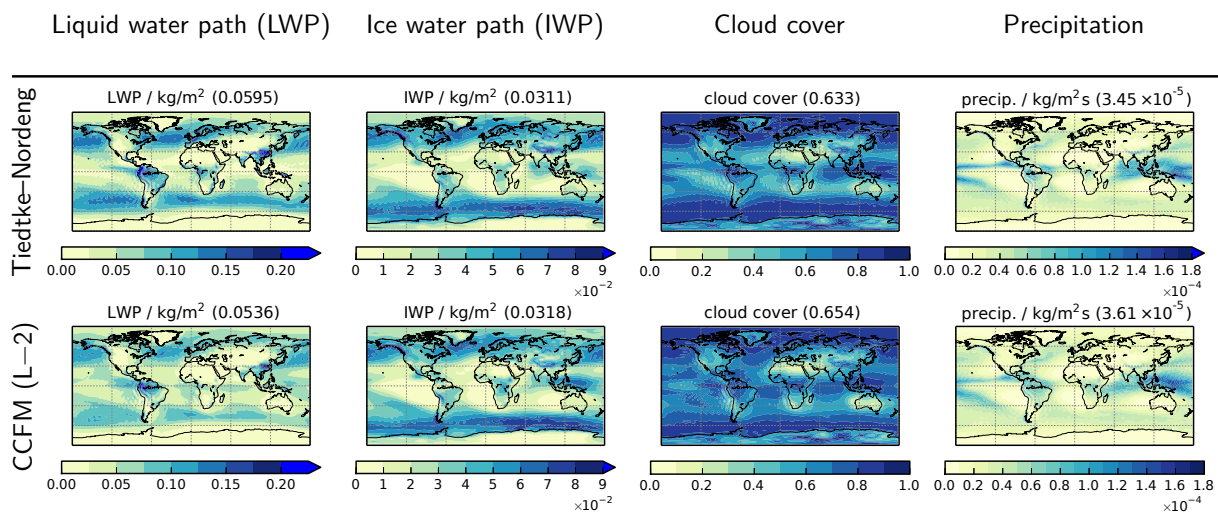 Liquid water path (LWP) Ice water path (IWP) Cloud cover Precipitation
Tiedtke–Nordeng
LWP / kg/m² (0.0595) IWP / kg/m² (0.0311) cloud cover (0.633) precip. / kg/m²s (3.45 ×10⁻⁵)
0.00 0.05 0.10 0.15 0.20 0 1 2 3 4 5 6 7 8 9 0.0 0.2 0.4 0.6 0.8 1.0 0.0 0.2 0.4 0.6 0.8 1.0 1.2 1.4 1.6 1.8
×10⁻² ×10⁻⁴
CCFM (L−2)
LWP / kg/m² (0.0536) IWP / kg/m² (0.0318) cloud cover (0.654) precip. / kg/m²s (3.61 ×10⁻⁵)
0.00 0.05 0.10 0.15 0.20 0 1 2 3 4 5 6 7 8 9 0.0 0.2 0.4 0.6 0.8 1.0 0.0 0.2 0.4 0.6 0.8 1.0 1.2 1.4 1.6 1.8
×10⁻² ×10⁻⁴